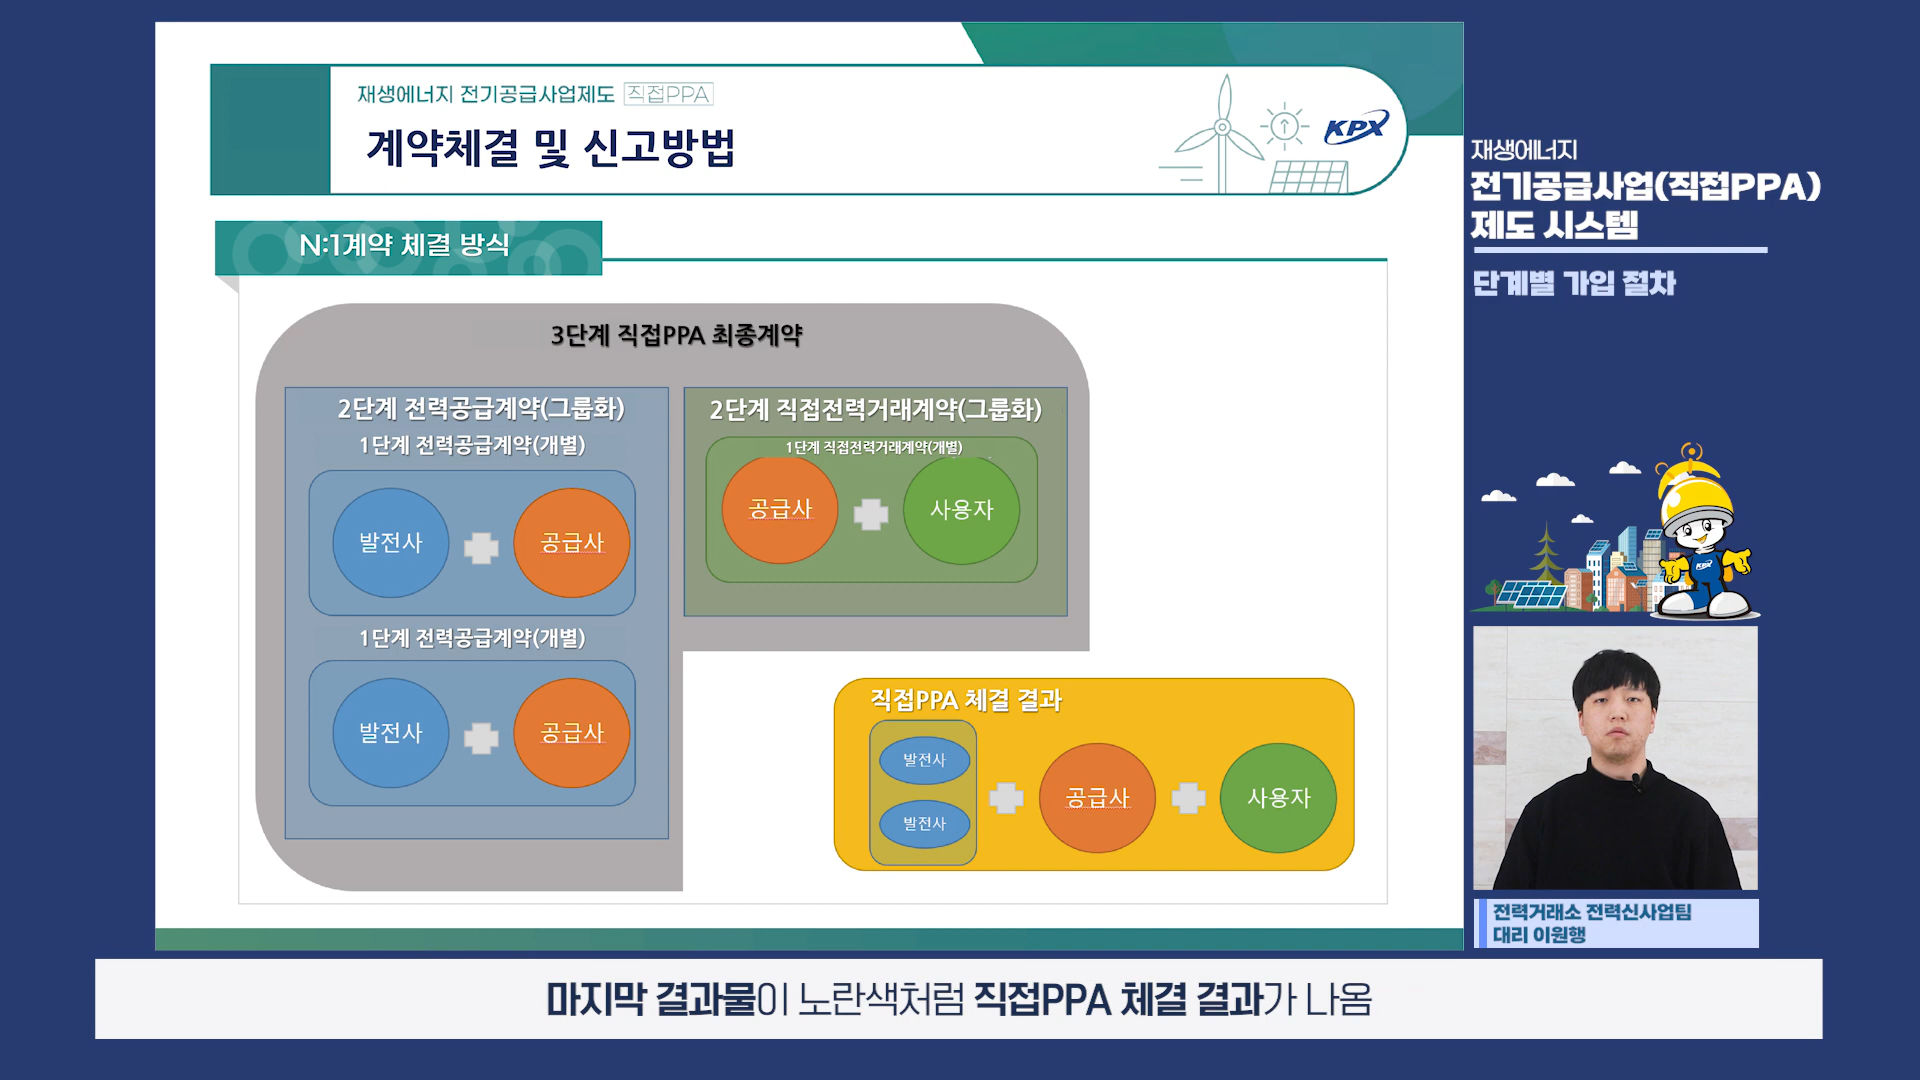 재생에너지 전기공급사업제도 직접PPA
계약체결 및 신고방법
KPX
N:1계약 체결 방식
3단계 직접PPA 최종계약
2단계 전력공급계약(그룹화)
1단계 전력공급계약(개별)
발전사
공급사
1단계 전력공급계약(개별)
발전사
공급사
2단계 직접전력거래계약(그룹화)
1단계 직접전력거래계약(개별)
공급사
사용자
직접PPA 체결 결과
발전사
발전사
공급사
사용자
재생에너지
전기공급사업(직접PPA)
제도 시스템
단계별 가입 절차
KPX
전력거래소 전력신사업팀
대리 이원행
마지막 결과물이 노란색처럼 직접PPA 체결 결과가 나옴